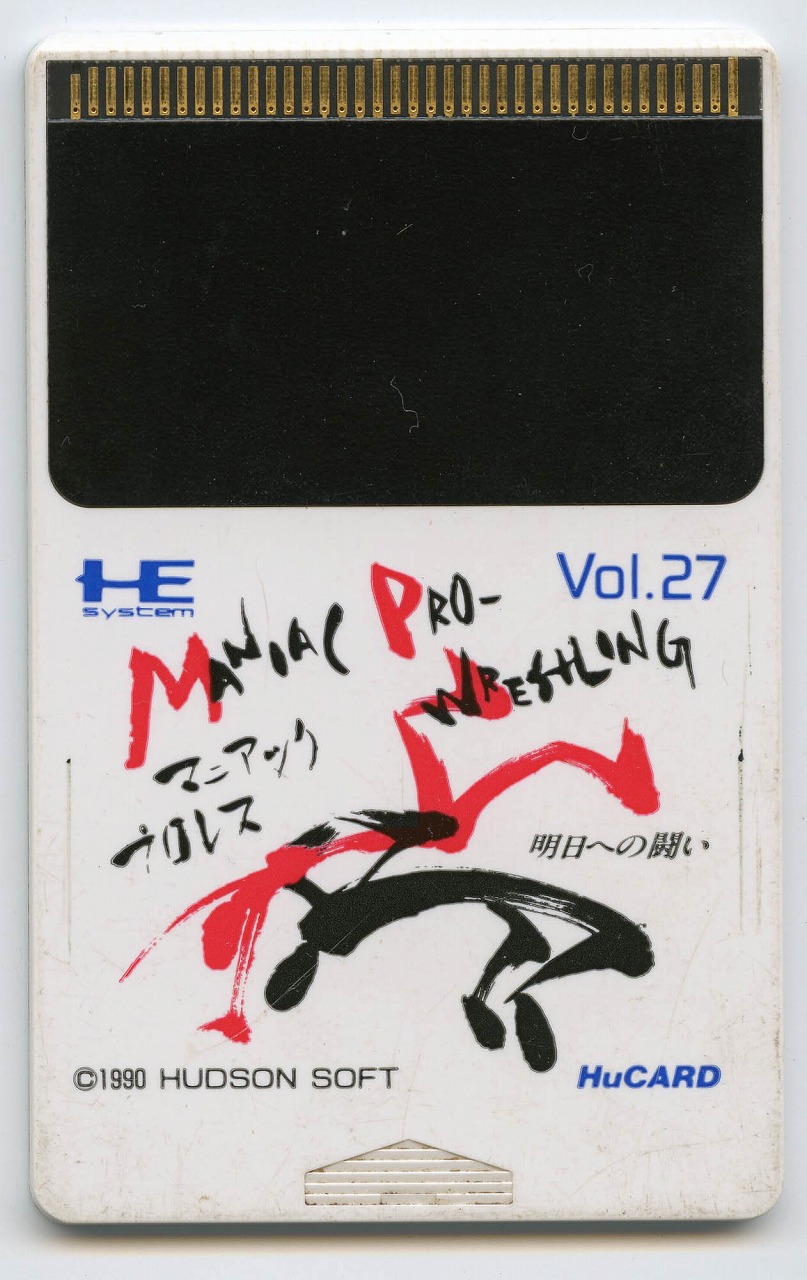 HE
system
Vol.27
MANIAC PRO-
WRESTLING
マニアック
プロレス
明日への闘い
©1990 HUDSON SOFT
HuCARD